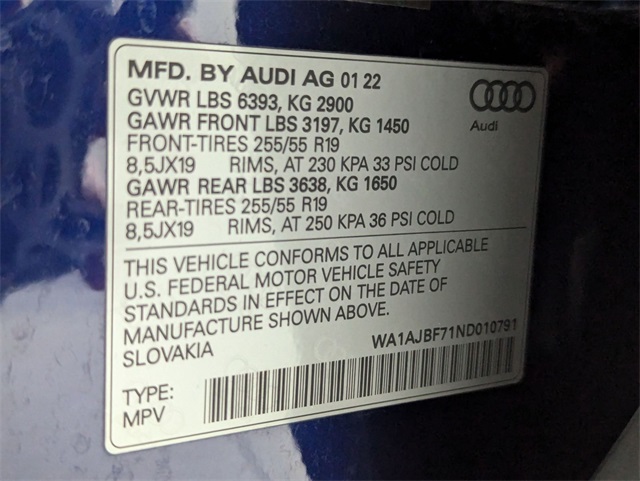 MFD. BY AUDI AG 01 22
GVWR LBS 6393, KG 2900
GAWR FRONT LBS 3197, KG 1450
FRONT-TIRES 255/55 R19
8,5JX19 RIMS, AT 230 KPA 33 PSI COLD
GAWR REAR LBS 3638, KG 1650
REAR-TIRES 255/55 R19
8,5JX19 RIMS, AT 250 KPA 36 PSI COLD
Audi
THIS VEHICLE CONFORMS TO ALL APPLICABLE
U.S. FEDERAL MOTOR VEHICLE SAFETY
STANDARDS IN EFFECT ON THE DATE OF
MANUFACTURE SHOWN ABOVE.
SLOVAKIA
WA1AJBF71ND010791
TYPE:
MPV